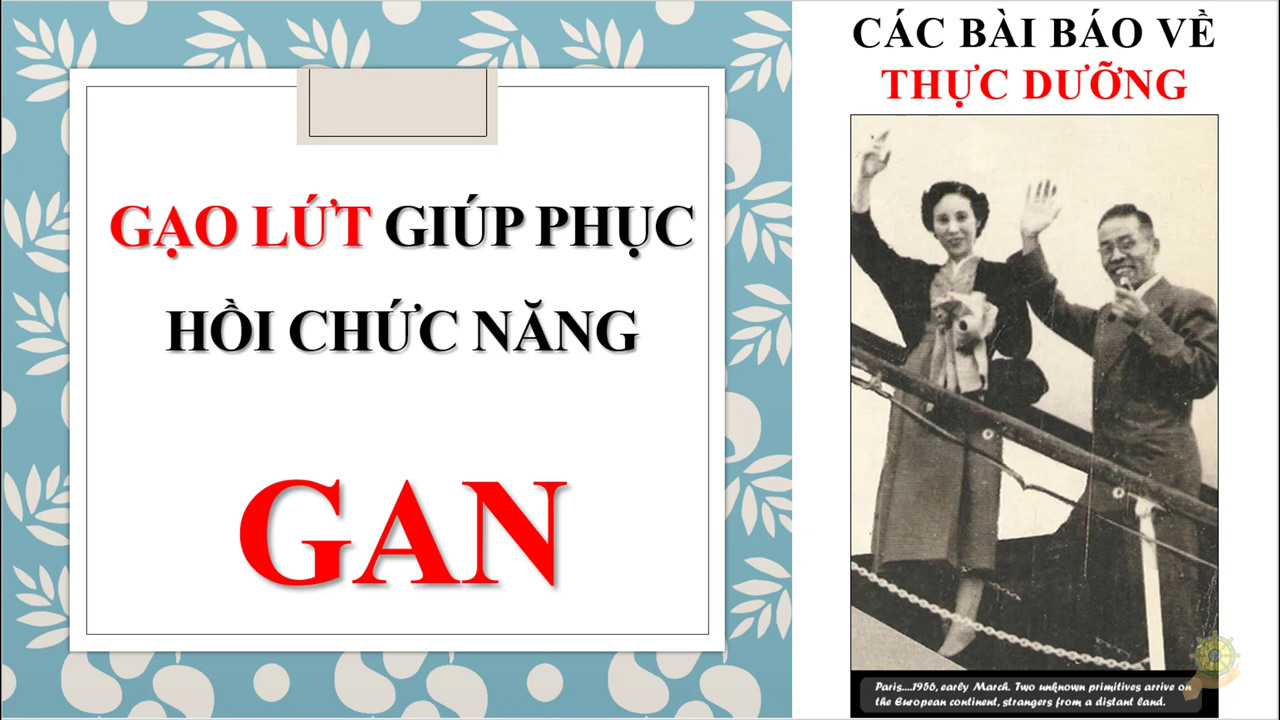 GẠO LỨT GIÚP PHỤC
HỒI CHỨC NĂNG
GAN
CÁC BÀI BÁO VỀ
THỰC DƯỠNG
Paris....1956, early March. Two unknown primitives arrive on
the European continent, strangers from a distant land.